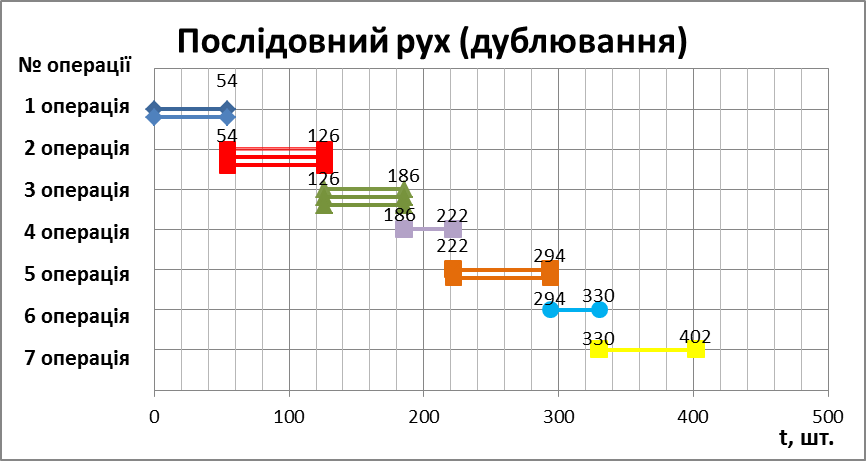 Послідовний рух (дублювання)
№ операції
54
1 операція
54 126
2 операція
126 186
3 операція
186 222
4 операція
222 294
5 операція
294 330
6 операція
330 402
7 операція
0 100 200 300 400 500
t, шт.